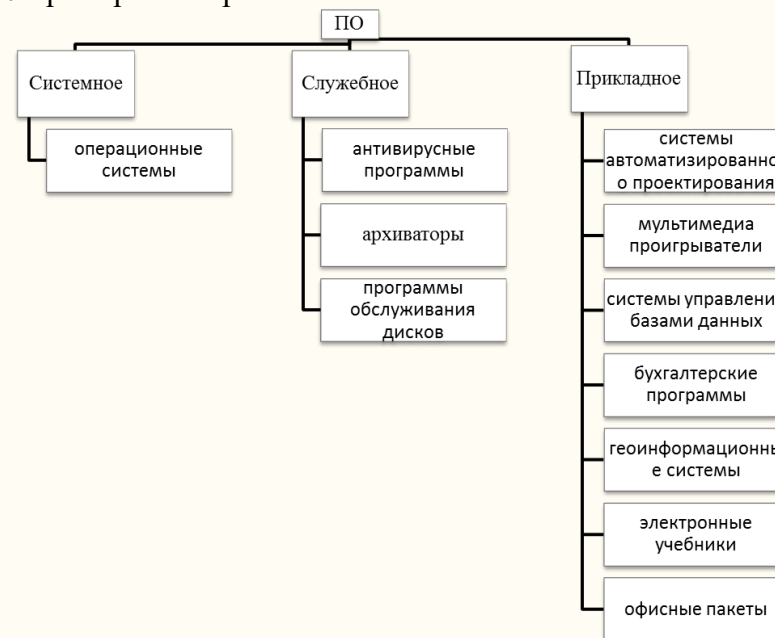 ПО
Системное
Служебное
Прикладное
операционные
системы
антивирусные
программы
архиваторы
программы
обслуживания
дисков
системы
автоматизированно
о проектирования
мультимедиа
проигрыватели
системы управлени
базами данных
бухгалтерские
программы
геоинформационны
е системы
электронные
учебники
офисные пакеты